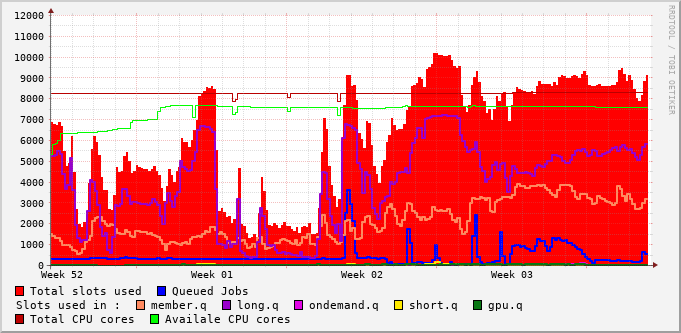 RRDTOOL / TOBI OETIKER
12000
11000
10000
9000
8000
7000
6000
5000
4000
3000
2000
1000
0
Week 52 Week 01 Week 02 Week 03
Total slots used Queued Jobs
Slots used in : member.q long.q ondemand.q short.q gpu.q
Total CPU cores Availale CPU cores